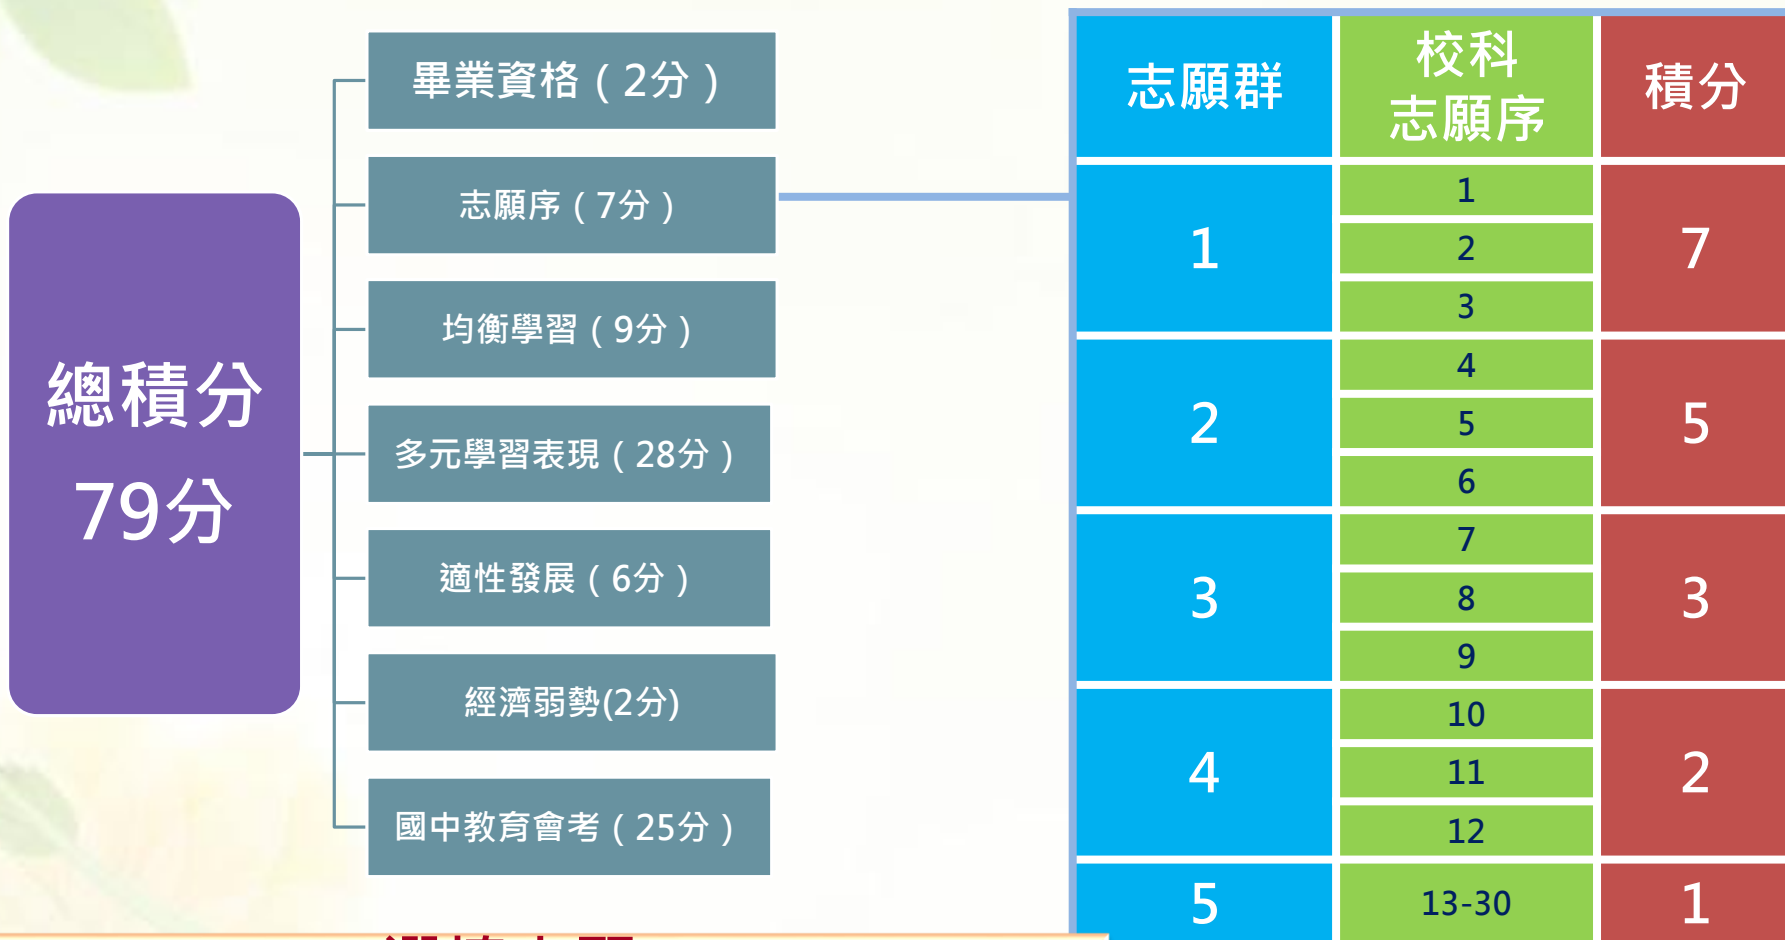 總積分
79分
畢業資格（2分）
志願序（7分）
均衡學習（9分）
多元學習表現（28分）
適性發展（6分）
經濟弱勢(2分)
國中教育會考（25分）
志願群
校科
志願序
積分
1
1
2
3
7
2
4
5
6
5
3
7
8
9
3
4
10
11
12
2
5
13-30
1